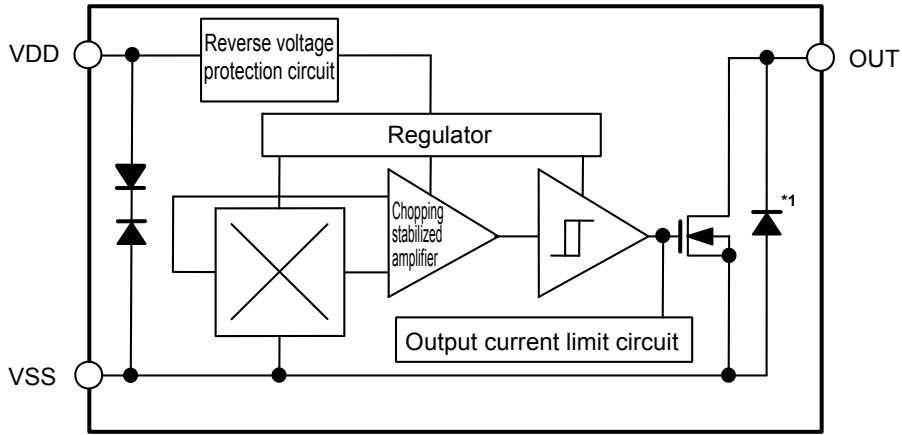 VDD
Reverse voltage
protection circuit
OUT
Regulator
Chopping
stabilized
amplifier
*1
Output current limit circuit
VSS